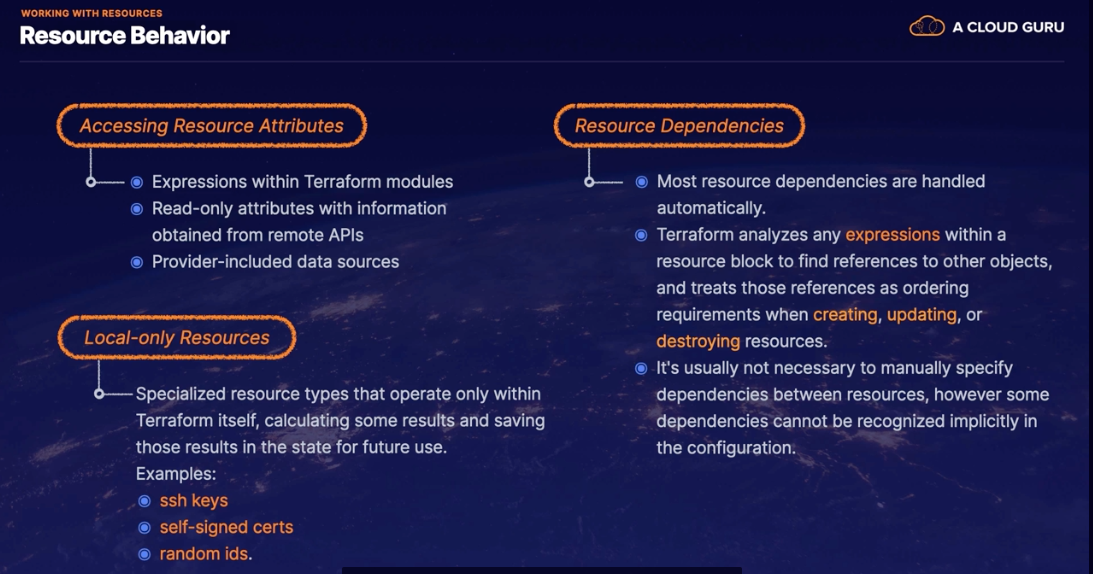 WORKING WITH RESOURCES
Resource Behavior
A CLOUD GURU
Accessing Resource Attributes
Expressions within Terraform modules
Read-only attributes with information
obtained from remote APIs
Provider-included data sources
Local-only Resources
Specialized resource types that operate only within
Terraform itself, calculating some results and saving
those results in the state for future use.
Examples:
ssh keys
self-signed certs
random ids.
Resource Dependencies
Most resource dependencies are handled
automatically.
Terraform analyzes any expressions within a
resource block to find references to other objects,
and treats those references as ordering
requirements when creating, updating, or
destroying resources.
It's usually not necessary to manually specify
dependencies between resources, however some
dependencies cannot be recognized implicitly in
the configuration.